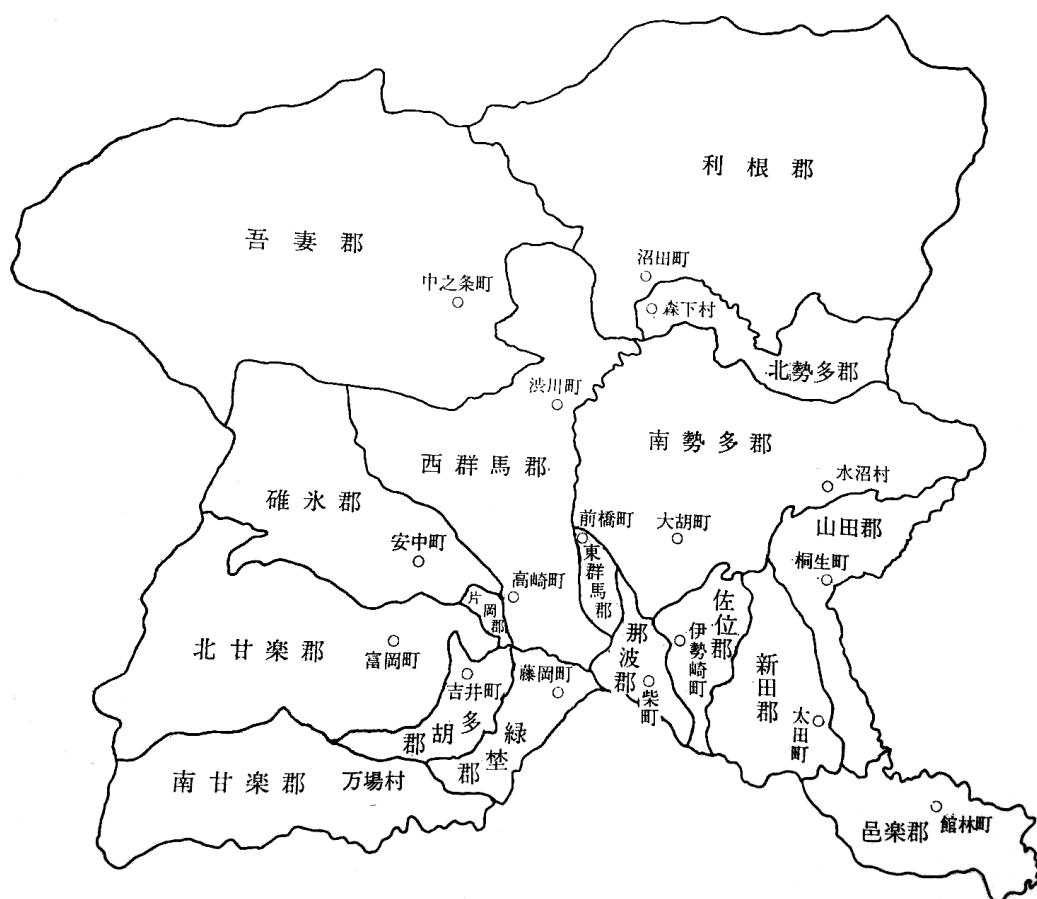 利根郡
吾妻郡
沼田町
中之条町
森下村
北勢多郡
渋川町
南勢多郡
西群馬郡
水沼村
碓氷郡
前橋町
大胡町
山田郡
安中町
東群馬郡
桐生町
高崎町
片岡郡
佐位郡
伊勢崎町
那波郡
北甘楽郡
富岡町
新田郡
吉井町
藤岡町
柴町
太田町
多胡郡
緑埜郡
南甘楽郡
万場村
邑楽郡
館林町